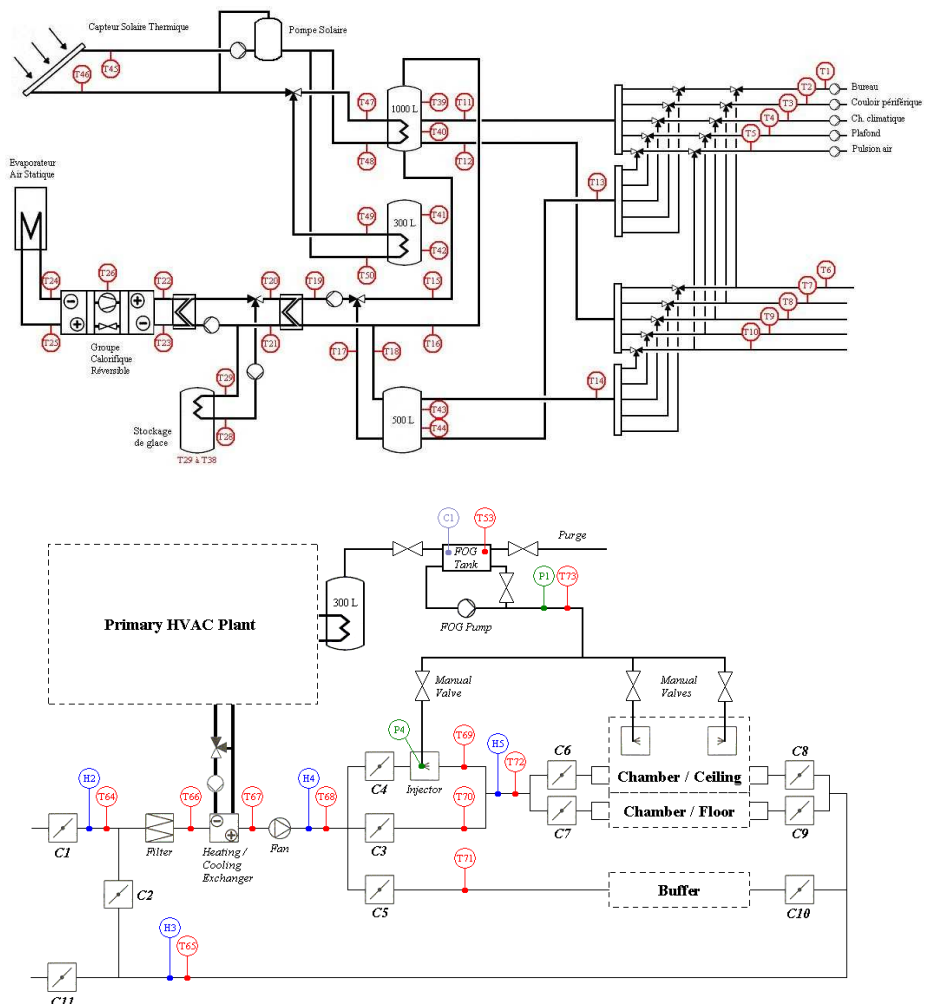 Capteur Solaire Thermique
Pompe Solaire
T46
T45
T47
T39
T11
1000 L
T40
T48
T12
T1
T2
Bureau
T3
Couloir périférique
T4
Ch. climatique
T5
Plafond
Pulsion air
Evaporateur
Air Statique
T13
T49
T41
300 L
T42
T50
T24
T26
T22
T20
T19
T15
T25
T23
T21
T17
T18
T16
Groupe
Calorifique
Réversible
T6
T7
T8
T9
T10
T29
T28
Stockage
de glace
T29 à T38
T14
T43
500 L
T44
C1
T53
Purge
FOG
Tank
P1
T73
300 L
FOG Pump
Primary HVAC Plant
Manual
Valve
Manual
Valves
P4
T69
H5
T72
C6
C8
C4
Injector
Chamber / Ceiling
H2
T64
T66
T67
H4
T68
T70
Chamber / Floor
C7
C9
C1
Filter
Heating /
Cooling
Exchanger
Fan
C3
T71
C2
C5
Buffer
C10
H3
T65
C11